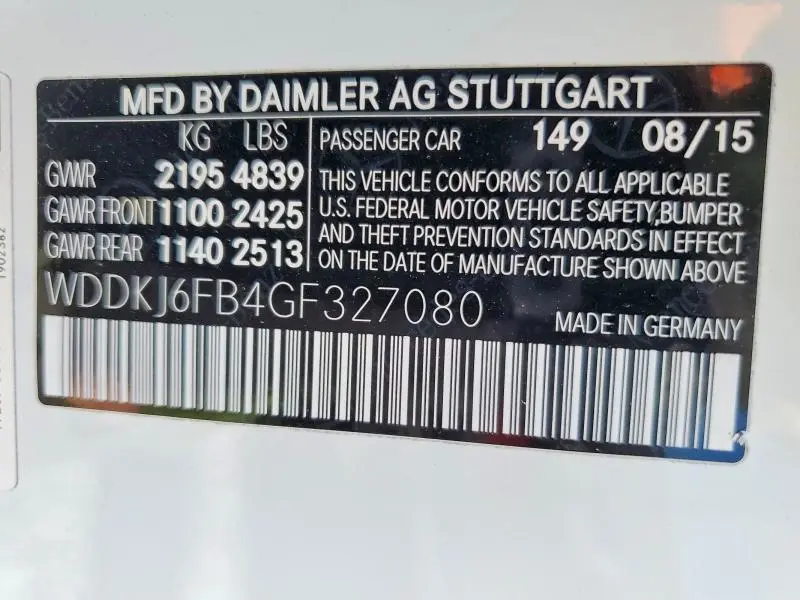 MFD BY DAIMLER AG STUTTGART
KG LBS
GVWR 2195 4839
GAWR FRONT 1100 2425
GAWR REAR 1140 2513
PASSENGER CAR 149 08/15
THIS VEHICLE CONFORMS TO ALL APPLICABLE
U.S. FEDERAL MOTOR VEHICLE SAFETY,BUMPER
AND THEFT PREVENTION STANDARDS IN EFFECT
ON THE DATE OF MANUFACTURE SHOWN ABOVE
WDDKJ6FB4GF327080
MADE IN GERMANY